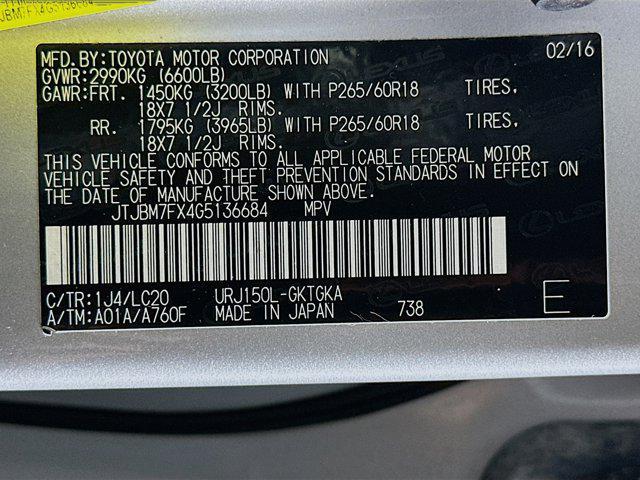 JBM7FX4G5136684
MFD.BY:TOYOTA MOTOR CORPORATION 02/16
GVWR:2990KG (6600LB)
GAWR:FRT. 1450KG (3200LB) WITH P265/60R18 TIRES.
18X7 1/2J RIMS.
RR. 1795KG (3965LB) WITH P265/60R18 TIRES.
18X7 1/2J RIMS.
THIS VEHICLE CONFORMS TO ALL APPLICABLE FEDERAL MOTOR
VEHICLE SAFETY AND THEFT PREVENTION STANDARDS IN EFFECT ON
THE DATE OF MANUFACTURE SHOWN ABOVE.
JTJBM7FX4G5136684 MPV
C/TR:1J4/LC20 URJ150L-GKTGKA
A/TM:A01A/A760F MADE IN JAPAN 738 E